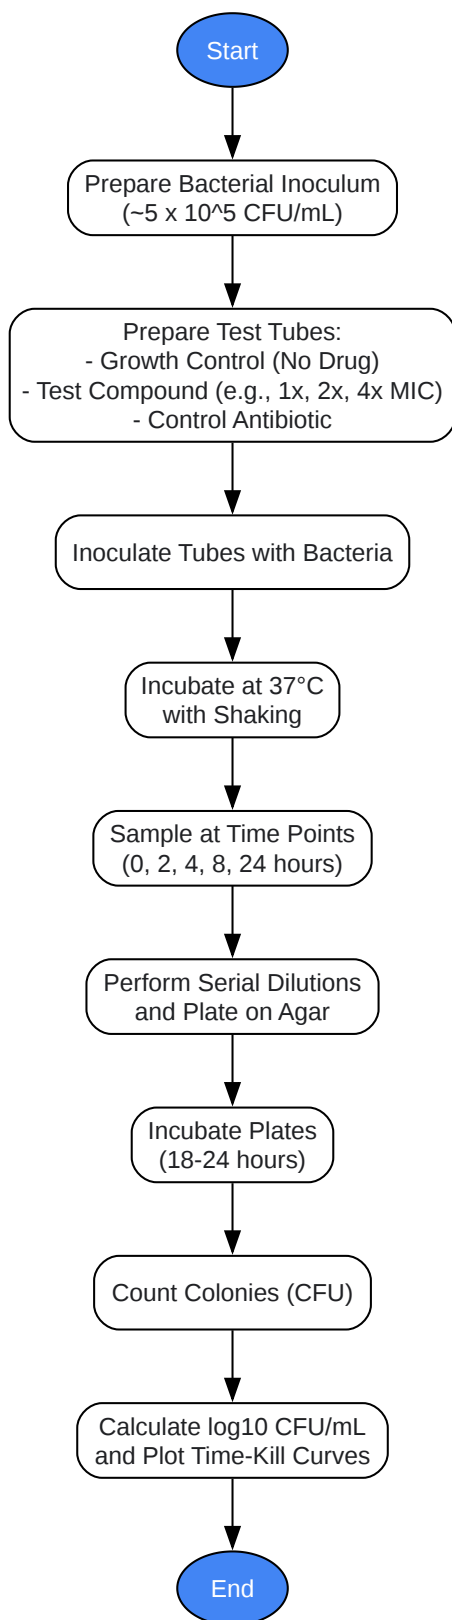 Start
Prepare Bacterial Inoculum
(~5 x 10^5 CFU/mL)
Prepare Test Tubes:
- Growth Control (No Drug)
- Test Compound (e.g., 1x, 2x, 4x MIC)
- Control Antibiotic
Inoculate Tubes with Bacteria
Incubate at 37°C
with Shaking
Sample at Time Points
(0, 2, 4, 8, 24 hours)
Perform Serial Dilutions
and Plate on Agar
Incubate Plates
(18-24 hours)
Count Colonies (CFU)
Calculate log10 CFU/mL
and Plot Time-Kill Curves
End